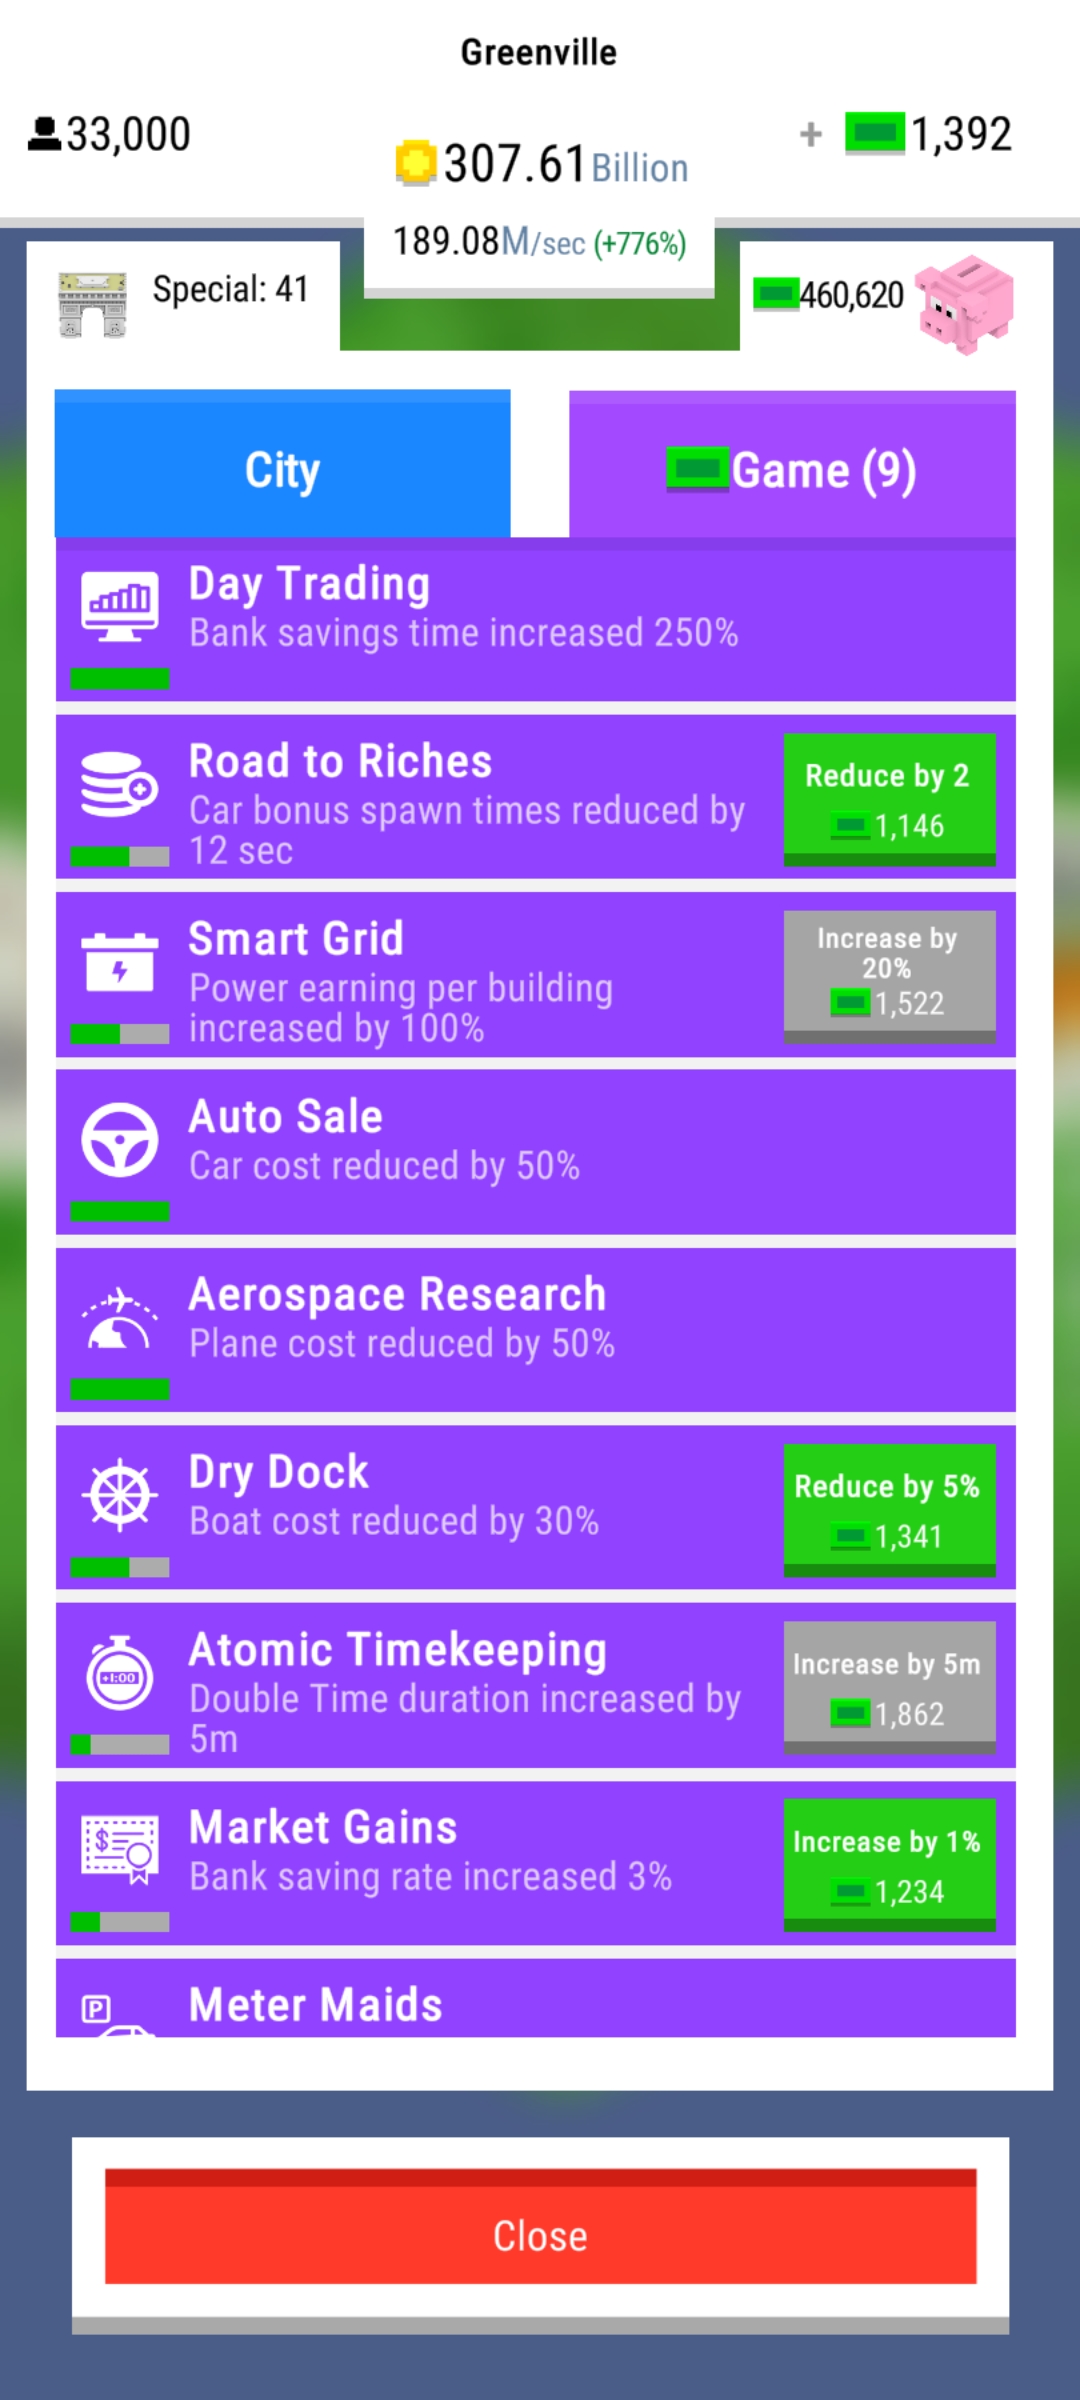 Greenville
33,000
307.61 Billion
+ 1,392
189.08M/sec (+776%)
Special: 41
460,620
City
Game (9)
Day Trading
Bank savings time increased 250%
Road to Riches
Car bonus spawn times reduced by
12 sec
Reduce by 2
1,146
Smart Grid
Power earning per building
increased by 100%
Increase by
20%
1,522
Auto Sale
Car cost reduced by 50%
Aerospace Research
Plane cost reduced by 50%
Dry Dock
Boat cost reduced by 30%
Reduce by 5%
1,341
+1:00
Atomic Timekeeping
Double Time duration increased by
5m
Increase by 5m
1,862
$
Market Gains
Bank saving rate increased 3%
Increase by 1%
1,234
P
Meter Maids
Close